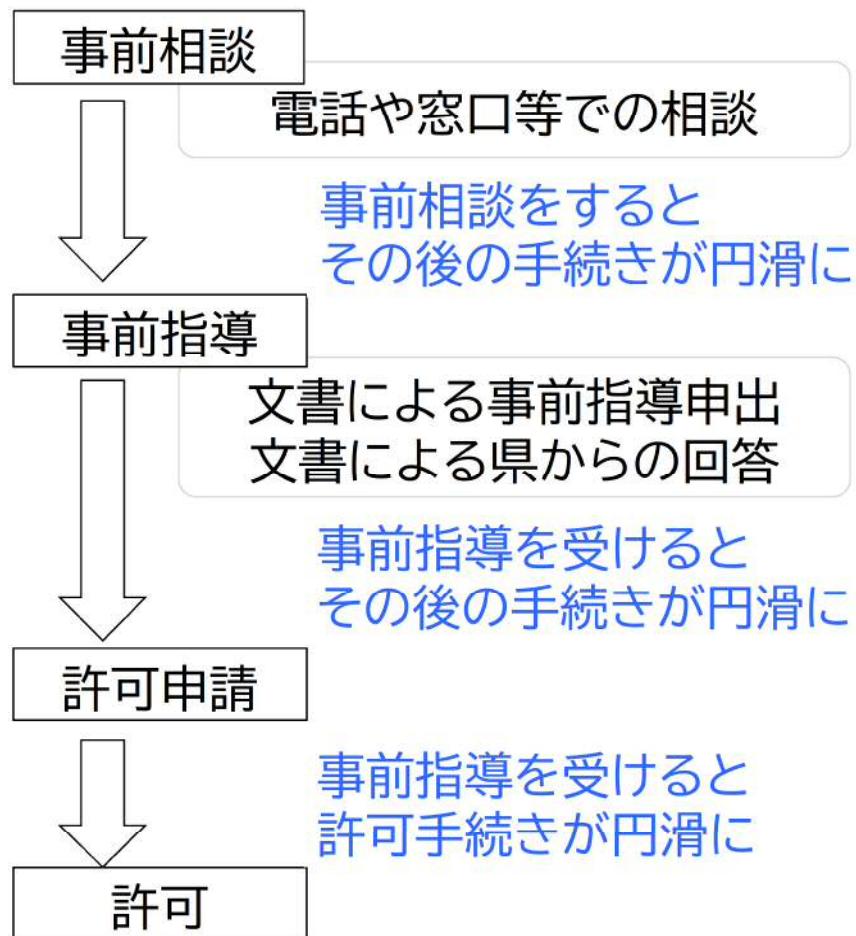 事前相談
電話や窓口等での相談
事前相談をすると
その後の手続きが円滑に
事前指導
文書による事前指導申出
文書による県からの回答
事前指導を受けると
その後の手続きが円滑に
許可申請
事前指導を受けると
許可手続きが円滑に
許可